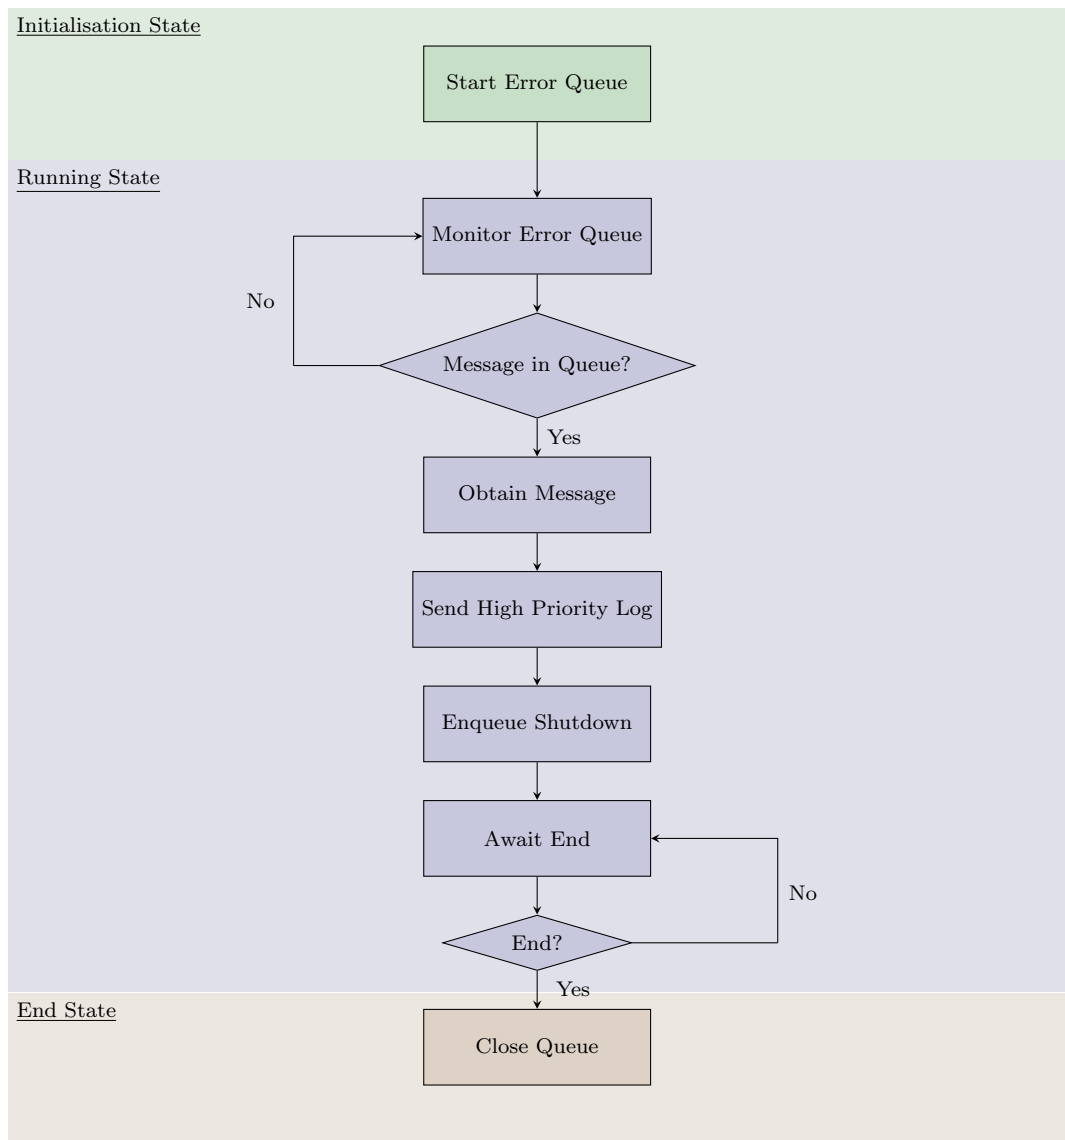 Initialisation State
Start Error Queue
Running State
Monitor Error Queue
No
Message in Queue?
Yes
Obtain Message
Send High Priority Log
Enqueue Shutdown
Await End
No
End?
Yes
End State
Close Queue